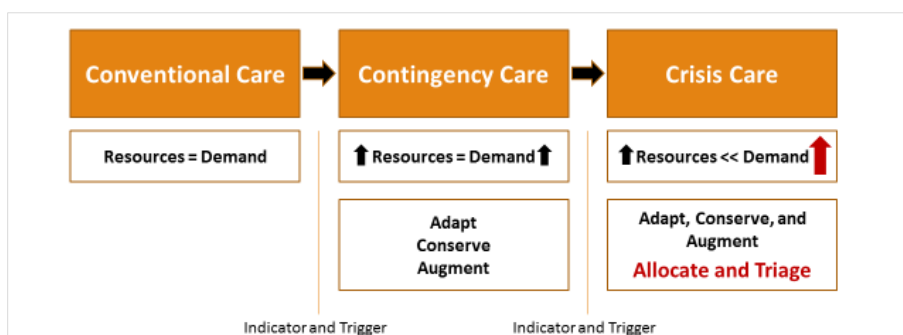 Conventional Care
Contingency Care
Crisis Care
Resources = Demand
Resources = Demand
Resources << Demand
Adapt
Conserve
Augment
Adapt, Conserve, and
Augment
Allocate and Triage
Indicator and Trigger
Indicator and Trigger